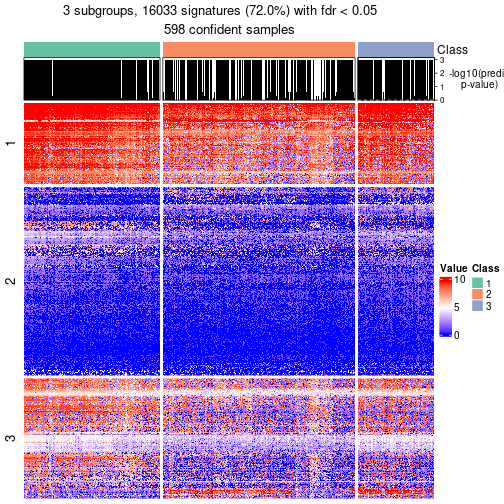 3 subgroups, 16033 signatures (72.0%) with fdr < 0.05
598 confident samples
Class
3
2
1
0
-log10(predi
p-value)
1
2
3
Value
10
5
0
Class
1
2
3